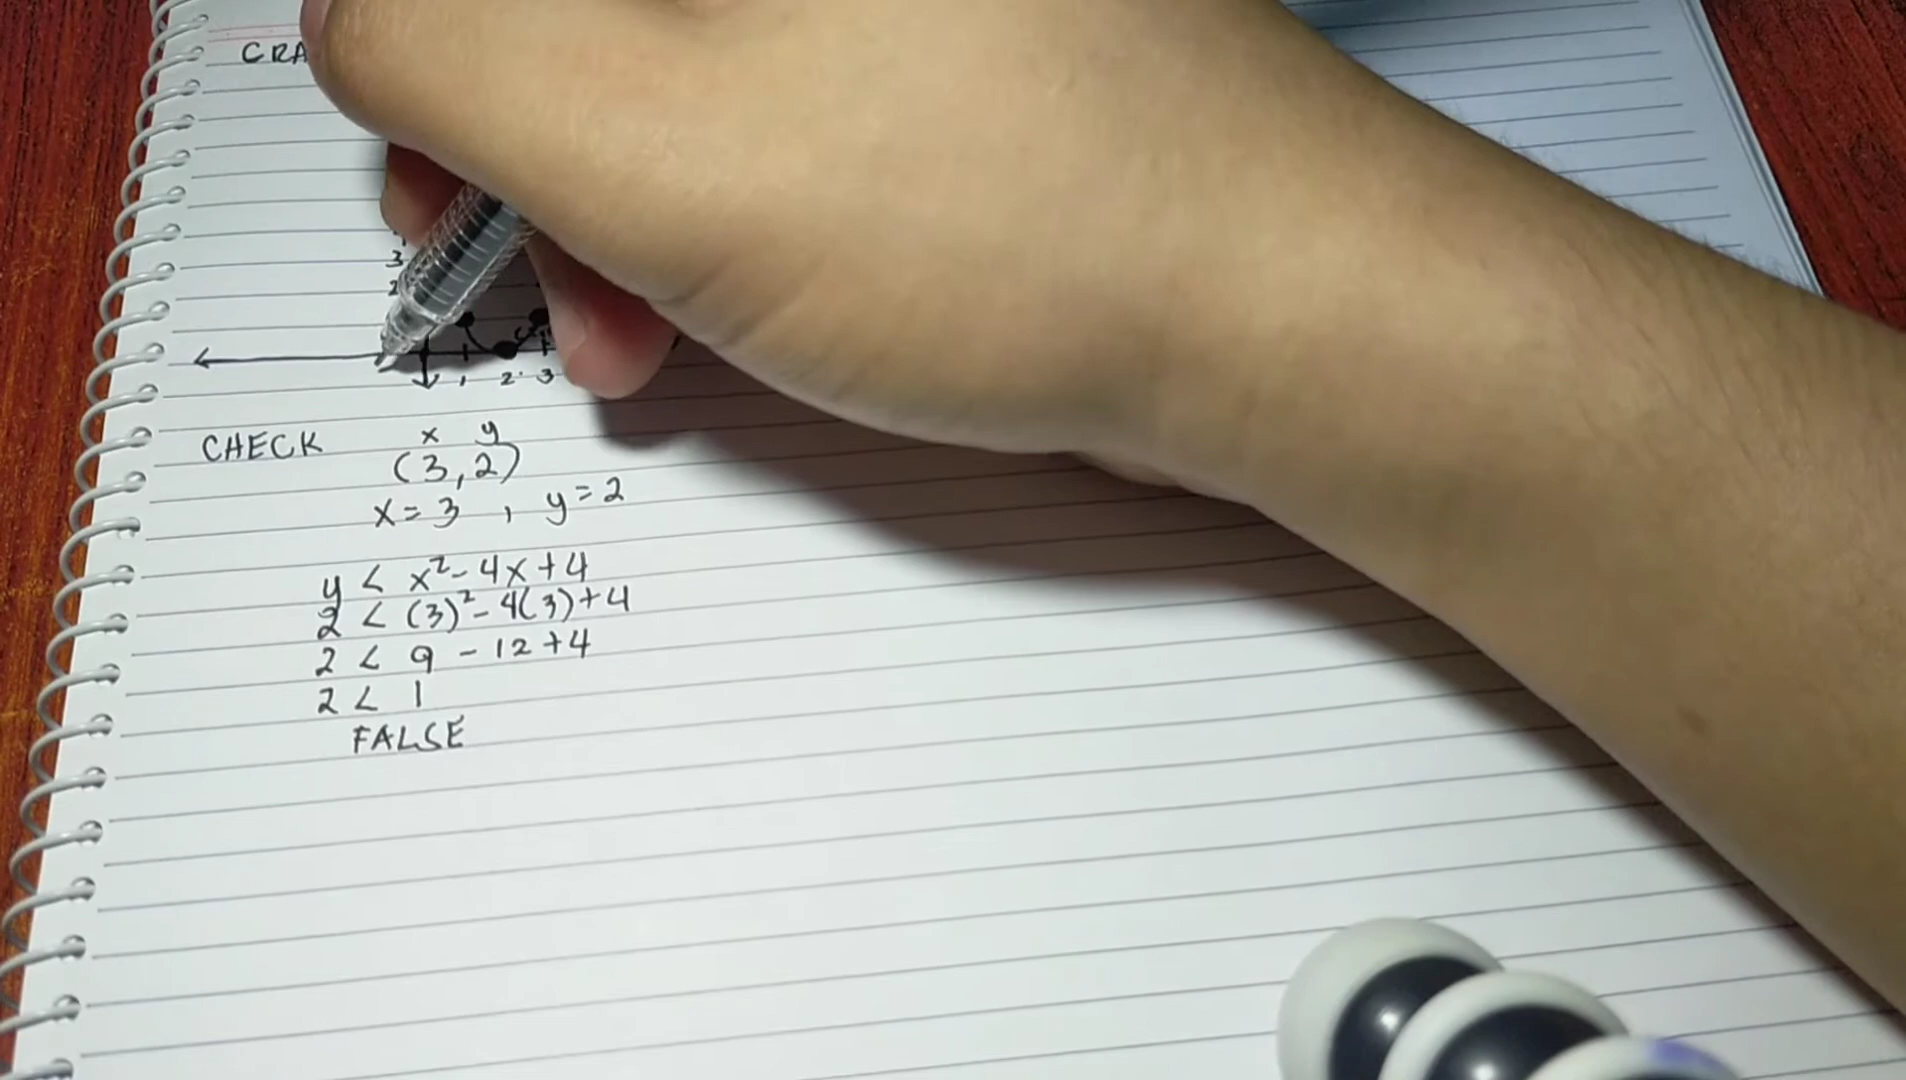 3
2
1 2 3
CHECK
x y
(3, 2)
x = 3 , y = 2
y < x² - 4x + 4
2 < (3)² - 4(3) + 4
2 < 9 - 12 + 4
2 < 1
FALSE